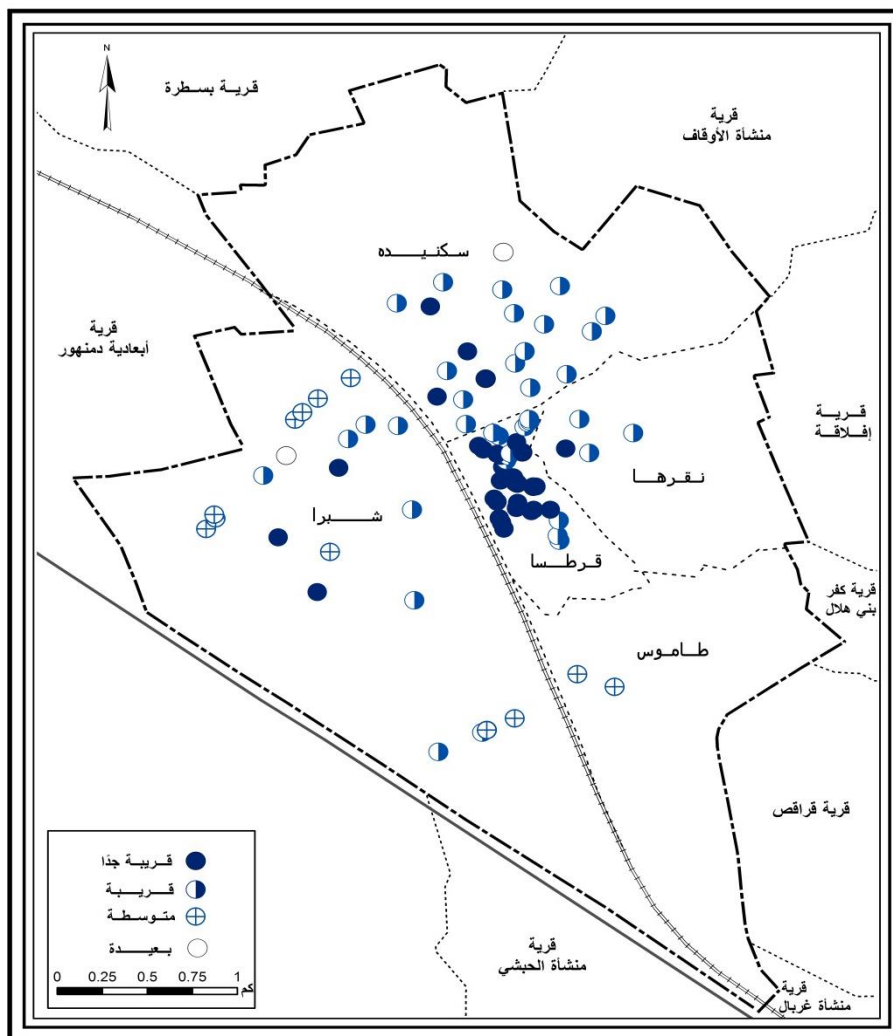 N
قرية بسطرة
قرية
منشأة الأوقاف
سكنيده
قرية
أبعادية دمنهور
قرية
إفلاقة
نقرها
شبرا
قرطسا
قرية كفر
بني هلال
طاموس
قرية قراقص
قريبة جدًا
قريبة
متوسطة
بعيدة
0 0.25 0.5 0.75 1
كم
قرية
منشأة الحبشي
قرية
منشأة غربال